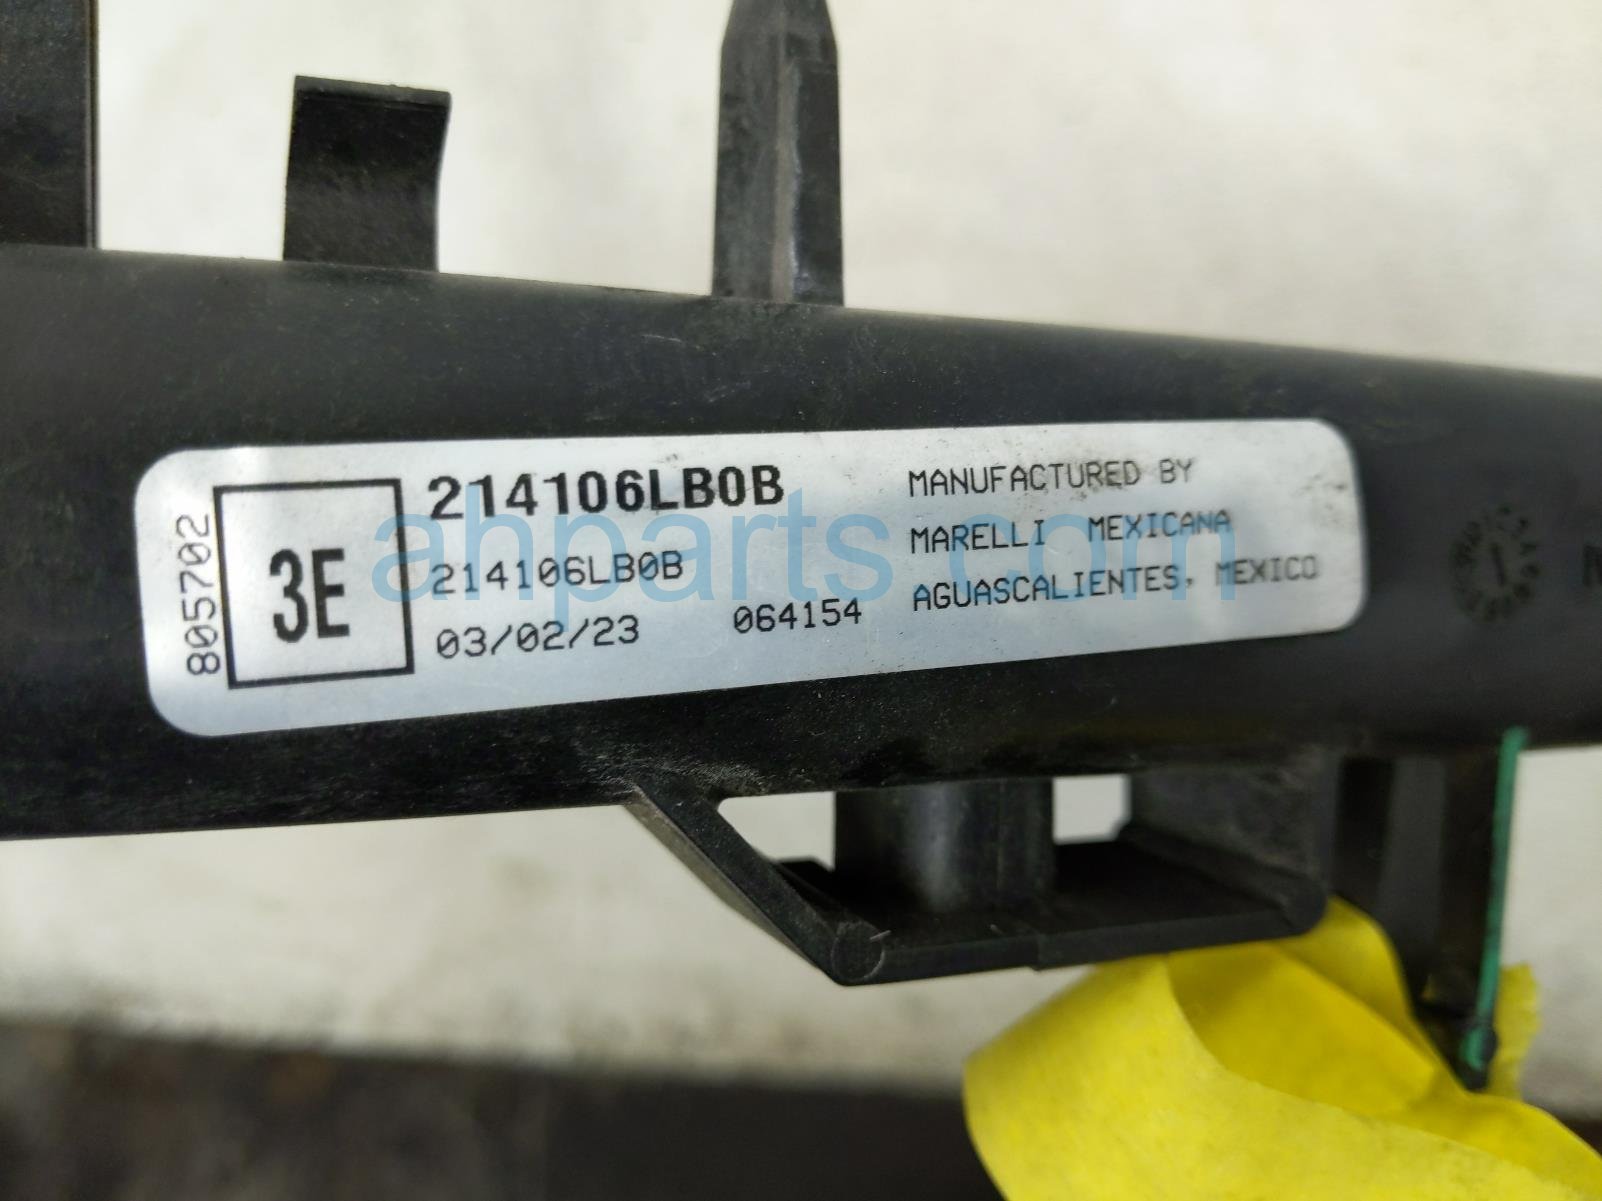 805702
3E
214106LB0B
214106LB0B
03/02/23 064154
MANUFACTURED BY
MARELLI MEXICANA
AGUASCALIENTES, MEXICO
ahparts.com